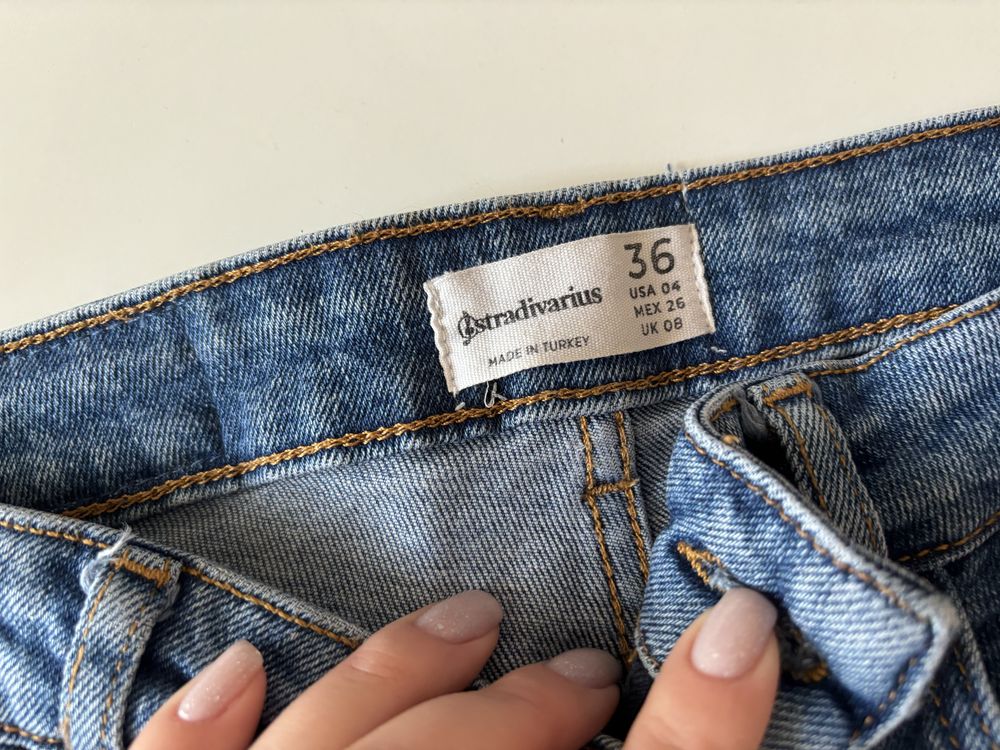 stradivarius
MADE IN TURKEY
36
USA 04
MEX 26
UK 08